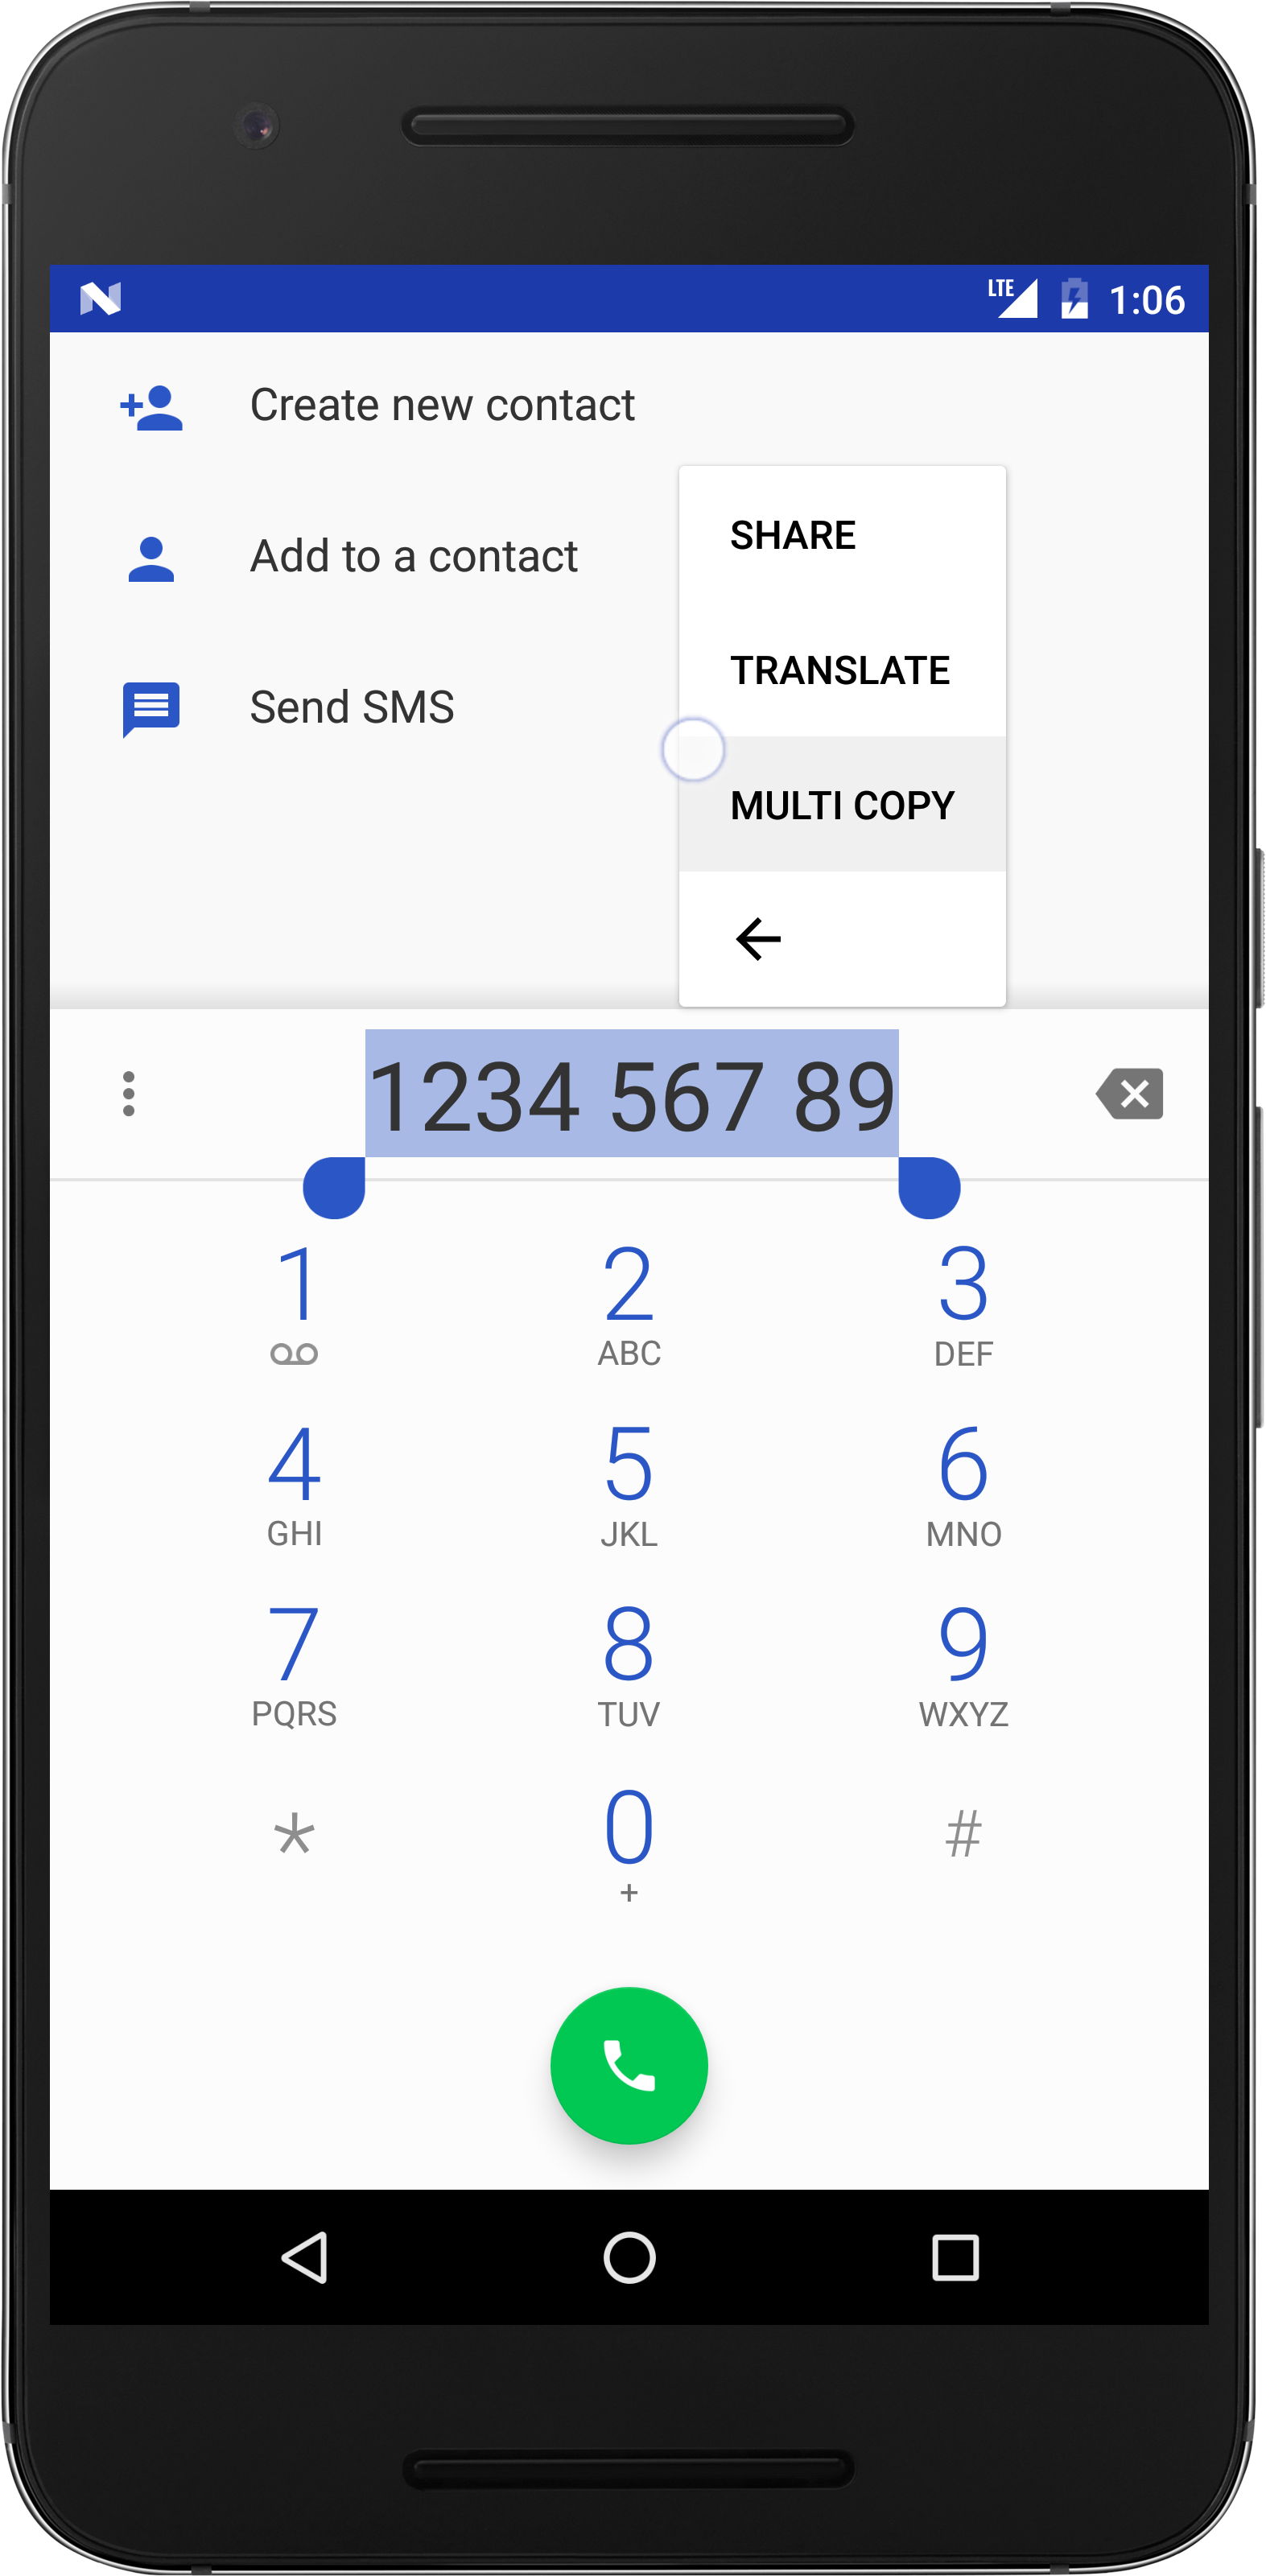 LTE 1:06
Create new contact
SHARE
Add to a contact
TRANSLATE
Send SMS
MULTI COPY
1234 567 89
1 2 3
ABC DEF
4 5 6
GHI JKL MNO
7 8 9
PQRS TUV WXYZ
* 0 #
+